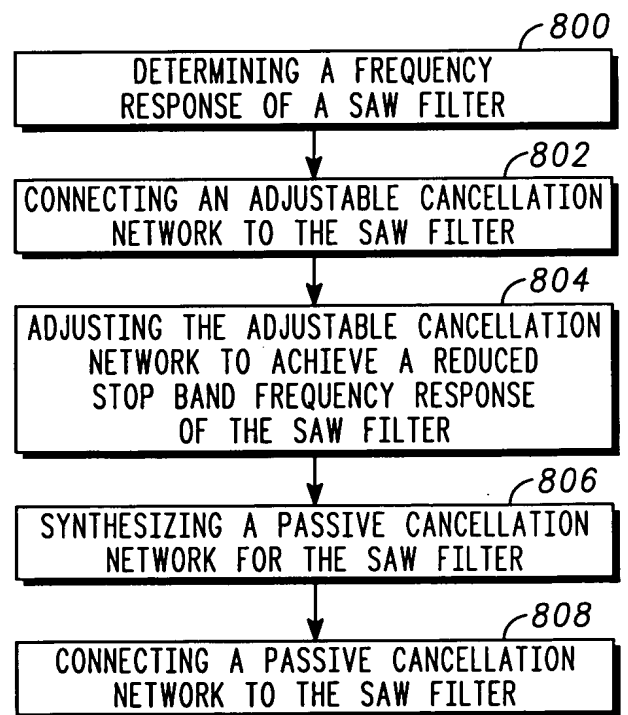 800
DETERMINING A FREQUENCY
RESPONSE OF A SAW FILTER
802
CONNECTING AN ADJUSTABLE CANCELLATION
NETWORK TO THE SAW FILTER
804
ADJUSTING THE ADJUSTABLE CANCELLATION
NETWORK TO ACHIEVE A REDUCED
STOP BAND FREQUENCY RESPONSE
OF THE SAW FILTER
806
SYNTHESIZING A PASSIVE CANCELLATION
NETWORK FOR THE SAW FILTER
808
CONNECTING A PASSIVE CANCELLATION
NETWORK TO THE SAW FILTER